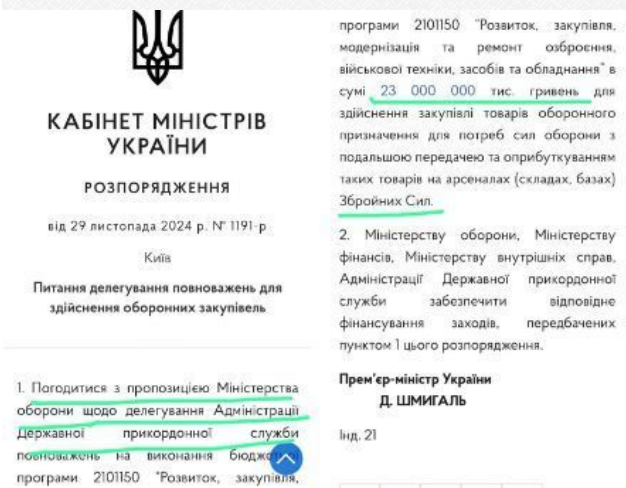 КАБІНЕТ МІНІСТРІВ
УКРАЇНИ
РОЗПОРЯДЖЕННЯ
від 29 листопада 2024 р. № 1191-р
Київ
Питання делегування повноважень для
здійснення оборонних закупівель
1. Погодитися з пропозицією Міністерства
оборони щодо делегування Адміністрації
Державної прикордонної служби
повноважень на виконання бюджетної
програми 2101150 "Розвиток, закупівля,
програми 2101150 "Розвиток, закупівля,
модернізація та ремонт озброєння,
військової техніки, засобів та обладнання" в
сумі 23 000 000 тис. гривень для
здійснення закупівлі товарів оборонного
призначення для потреб сил оборони з
подальшою передачею та оприбуткуванням
таких товарів на арсеналах (складах, базах)
Збройних Сил.
2. Міністерству оборони, Міністерству
фінансів, Міністерству внутрішніх справ,
Адміністрації Державної прикордонної
служби забезпечити відповідне
фінансування заходів, передбачених
пунктом 1 цього розпорядження.
Прем'єр-міністр України
Д. ШМИГАЛЬ
Інд. 21